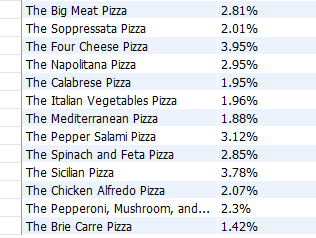 The Big Meat Pizza 2.81%
The Soppressata Pizza 2.01%
The Four Cheese Pizza 3.95%
The Napolitana Pizza 2.95%
The Calabrese Pizza 1.95%
The Italian Vegetables Pizza 1.96%
The Mediterranean Pizza 1.88%
The Pepper Salami Pizza 3.12%
The Spinach and Feta Pizza 2.85%
The Sicilian Pizza 3.78%
The Chicken Alfredo Pizza 2.07%
The Pepperoni, Mushroom, and... 2.3%
The Brie Carre Pizza 1.42%